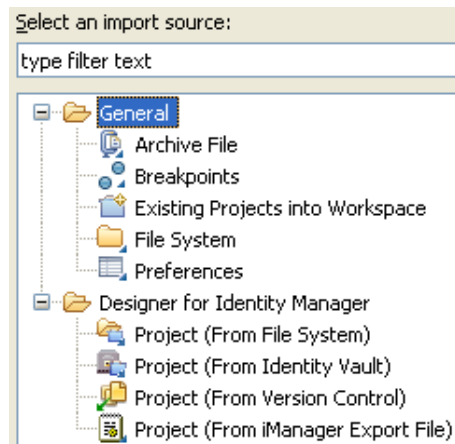 Select an import source:
type filter text
General
Archive File
Breakpoints
Existing Projects into Workspace
File System
Preferences
Designer for Identity Manager
Project (From File System)
Project (From Identity Vault)
Project (From Version Control)
Project (From iManager Export File)